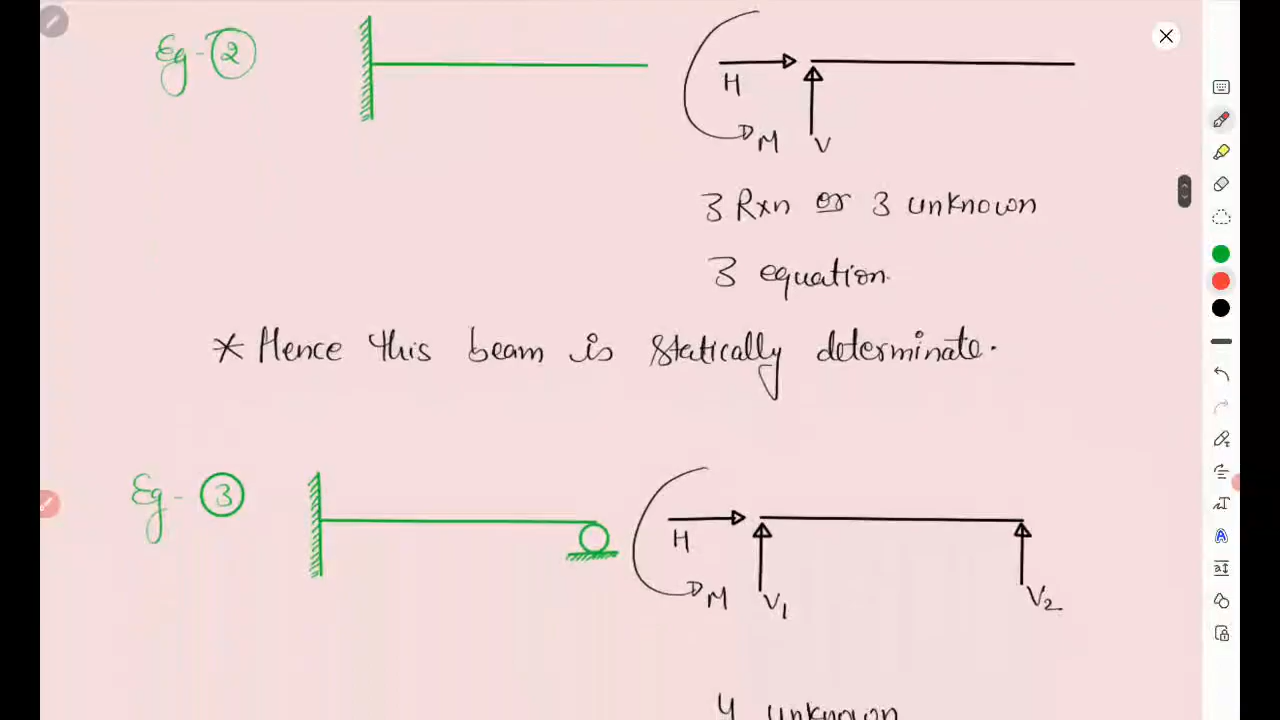 Eg - 2
H
M
V
3 Rxn or 3 unknown
3 equation.
* Hence this beam is statically determinate.
Eg - 3
H
M
V1
V2
4 unknown